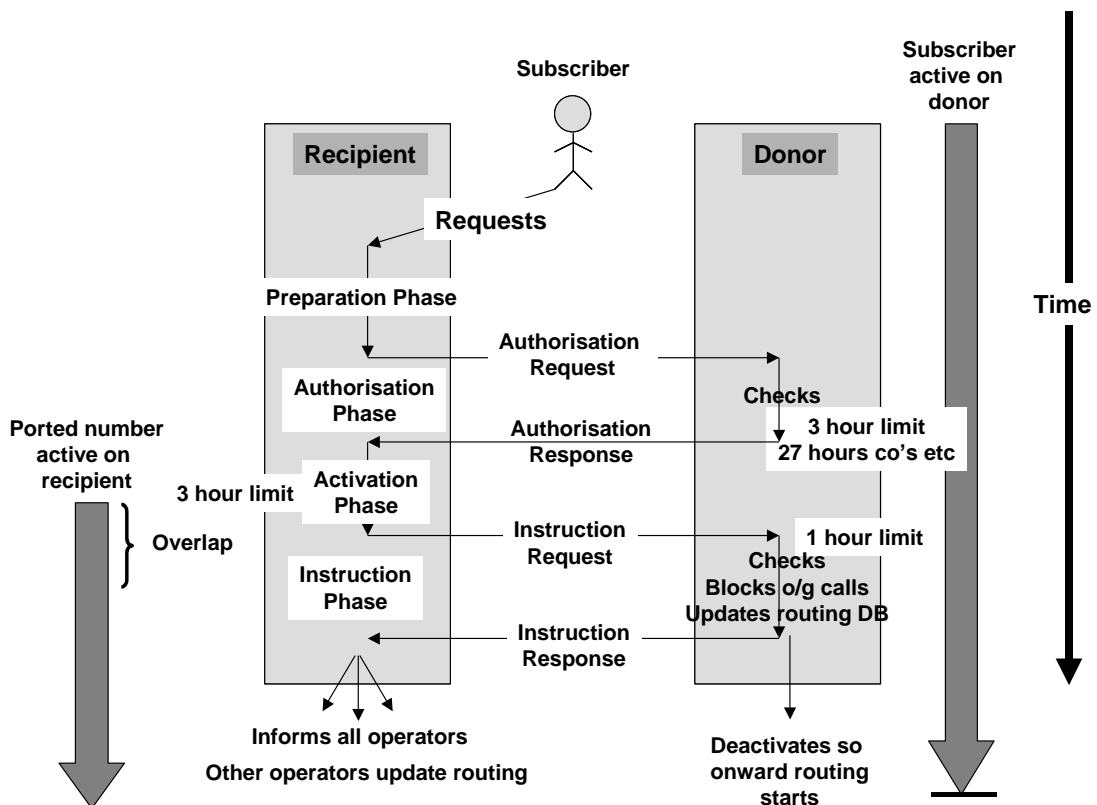 Subscriber
Subscriber
active on
donor
Recipient
Donor
Requests
Preparation Phase
Time
Authorisation
Request
Authorisation
Phase
Checks
3 hour limit
27 hours co's etc
Authorisation
Response
Ported number
active on
recipient
3 hour limit
Activation
Phase
Overlap
Instruction
Request
1 hour limit
Checks
Blocks o/g calls
Updates routing DB
Instruction
Phase
Instruction
Response
Informs all operators
Other operators update routing
Deactivates so
onward routing
starts